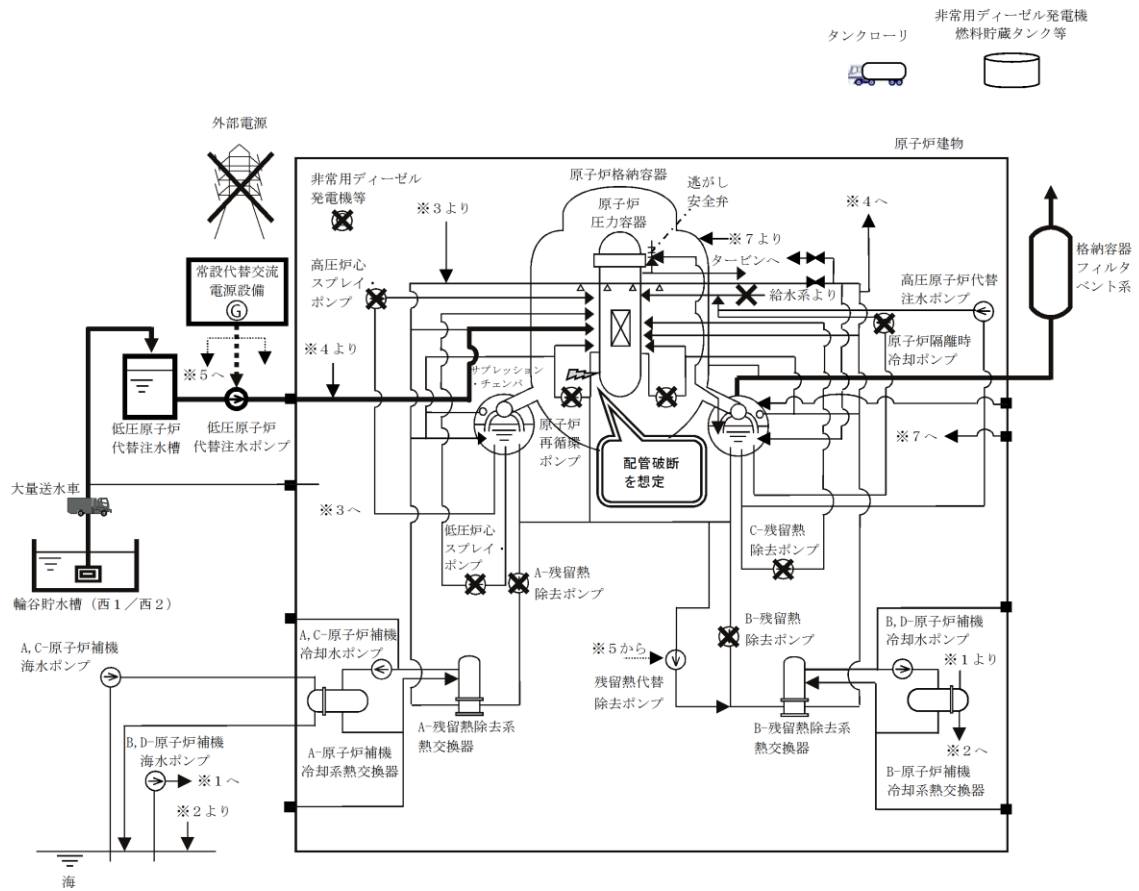 タンクローリ
非常用ディーゼル発電機
燃料貯蔵タンク等
外部電源
原子炉建物
非常用ディーゼル
発電機等
原子炉格納容器
原子炉
圧力容器
逃がし
安全弁
※3より
※4へ
※7より
タービンへ
格納容器
フィルタ
ベント系
常設代替交流
電源設備
G
高圧炉心
スプレイ・
ポンプ
給水系より
高圧原子炉代替
注水ポンプ
原子炉隔離時
冷却ポンプ
※5へ
※4より
サプレッション
・チェンバ
低圧原子炉
代替注水槽
低圧原子炉
代替注水ポンプ
原子炉
再循環
ポンプ
配管破断
を想定
※7へ
大量送水車
※3へ
低圧炉心
スプレイ・
ポンプ
C-残留熱
除去ポンプ
A-残留熱
除去ポンプ
輪谷貯水槽(西1/西2)
B-残留熱
除去ポンプ
A,C-原子炉補機
海水ポンプ
A,C-原子炉補機
冷却水ポンプ
※5から
残留熱代替
除去ポンプ
B,D-原子炉補機
冷却水ポンプ
※1より
A-残留熱除去系
熱交換器
B-残留熱除去系
熱交換器
※2へ
B,D-原子炉補機
海水ポンプ
※1へ
A-原子炉補機
冷却系熱交換器
B-原子炉補機
冷却系熱交換器
※2より
海